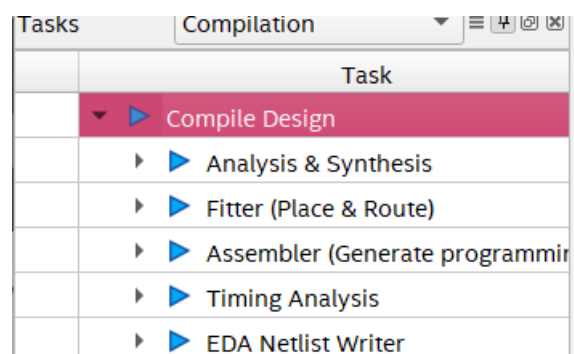 Tasks Compilation
Task
Compile Design
Analysis & Synthesis
Fitter (Place & Route)
Assembler (Generate programmin
Timing Analysis
EDA Netlist Writer